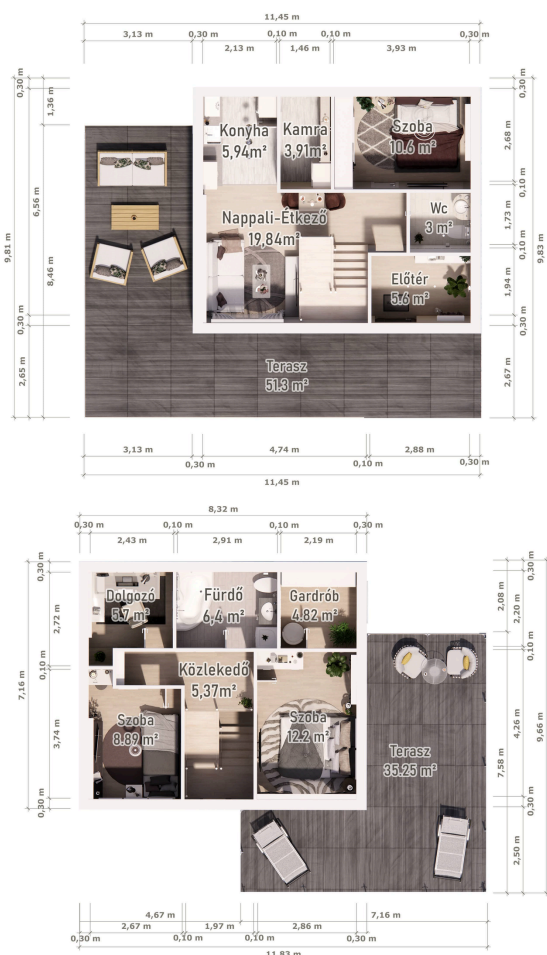 11,45 m
3,13 m 0,30 m 0,10 m 0,10 m 0,30 m
2,13 m 1,46 m 3,93 m
0,30 m
1,36 m
6,56 m
9,81 m
8,46 m
0,30 m
2,65 m
Konyha
5,94m²
Kamra
3,91m²
Szoba
10.6 m²
Nappali-Étkező
19,84m²
Wc
3 m²
Előtér
5.6 m²
Terasz
51.3 m²
0,30 m
2,68 m
0,10 m
1,73 m
9,83 m
0,10 m
1,94 m
0,30 m
2,67 m
3,13 m 4,74 m 2,88 m
0,30 m 0,10 m 0,30 m
11,45 m
8,32 m
0,30 m 0,10 m 0,10 m 0,30 m
2,43 m 2,91 m 2,19 m
0,30 m
2,72 m
7,16 m
0,10 m
3,74 m
0,30 m
Dolgozó
5.7 m²
Fürdő
6,4 m²
Gardrób
4.82 m²
Közlekedő
5,37m²
Szoba
8.89 m²
Szoba
12.2 m²
Terasz
35.25 m²
0,30 m
2,08 m
2,20 m
0,10 m
4,26 m
9,66 m
7,58 m
0,30 m
2,50 m
4,67 m 7,16 m
2,67 m 1,97 m 2,86 m
0,30 m 0,10 m 0,10 m 0,30 m
11,83 m